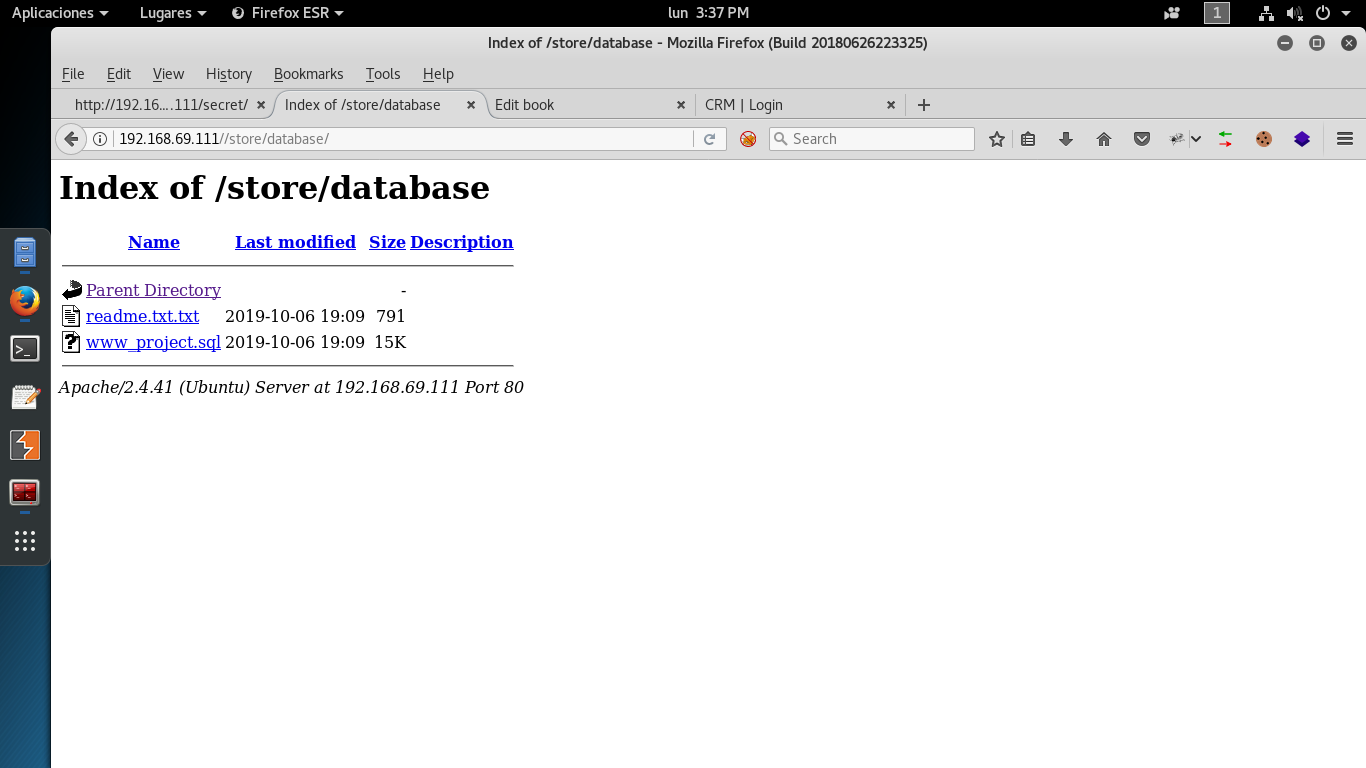 Aplicaciones Lugares Firefox ESR lun 3:37 PM 1
Index of /store/database - Mozilla Firefox (Build 20180626223325)
File Edit View History Bookmarks Tools Help
http://192.16....111/secret/ Index of /store/database Edit book CRM | Login
192.168.69.111//store/database/ Search
Index of /store/database
Name Last modified Size Description
Parent Directory -
readme.txt.txt 2019-10-06 19:09 791
www_project.sql 2019-10-06 19:09 15K
Apache/2.4.41 (Ubuntu) Server at 192.168.69.111 Port 80